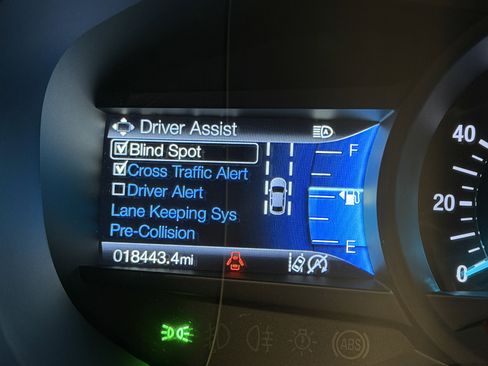 Driver Assist
A
Blind Spot
Cross Traffic Alert
Driver Alert
Lane Keeping Sys
Pre-Collision
018443.4mi
F
E
40
20
0
A
ABS